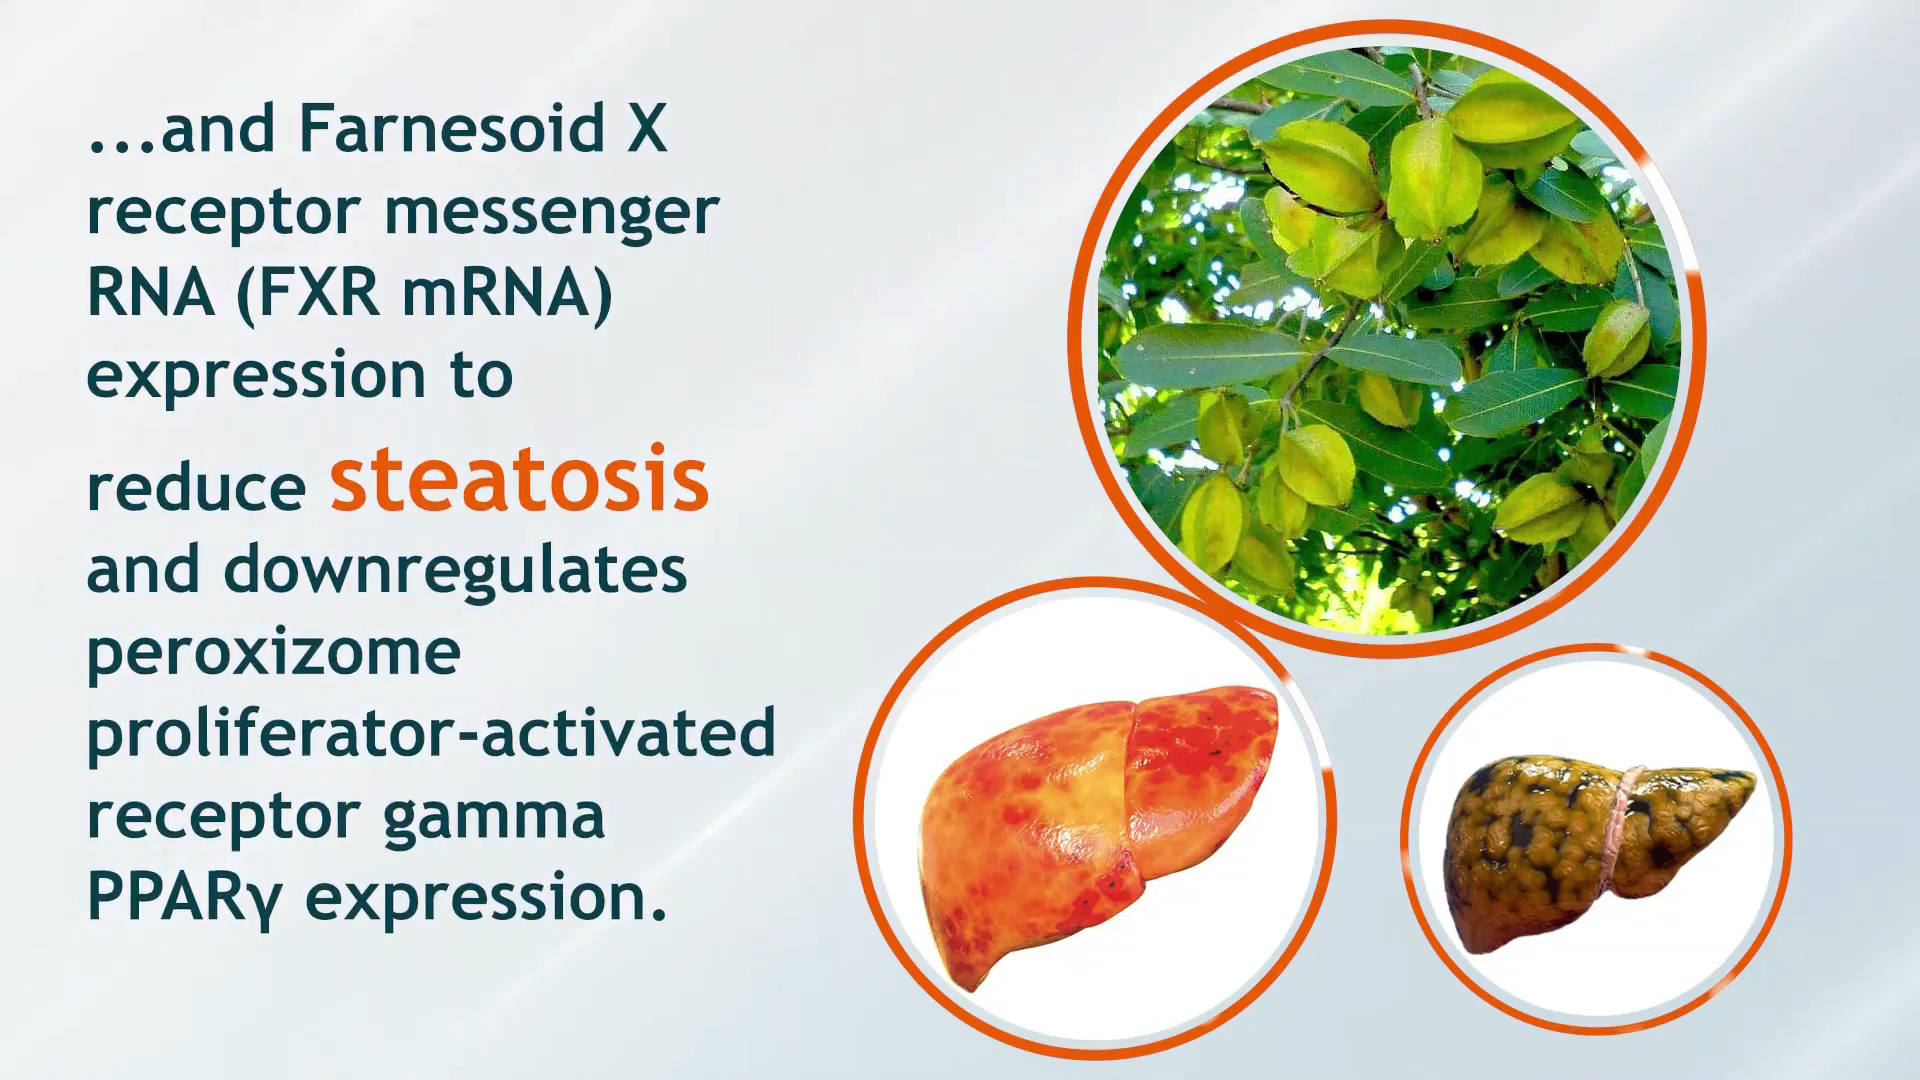 ...and Farnesoid X
receptor messenger
RNA (FXR mRNA)
expression to
reduce steatosis
and downregulates
peroxizome
proliferator-activated
receptor gamma
PPARγ expression.